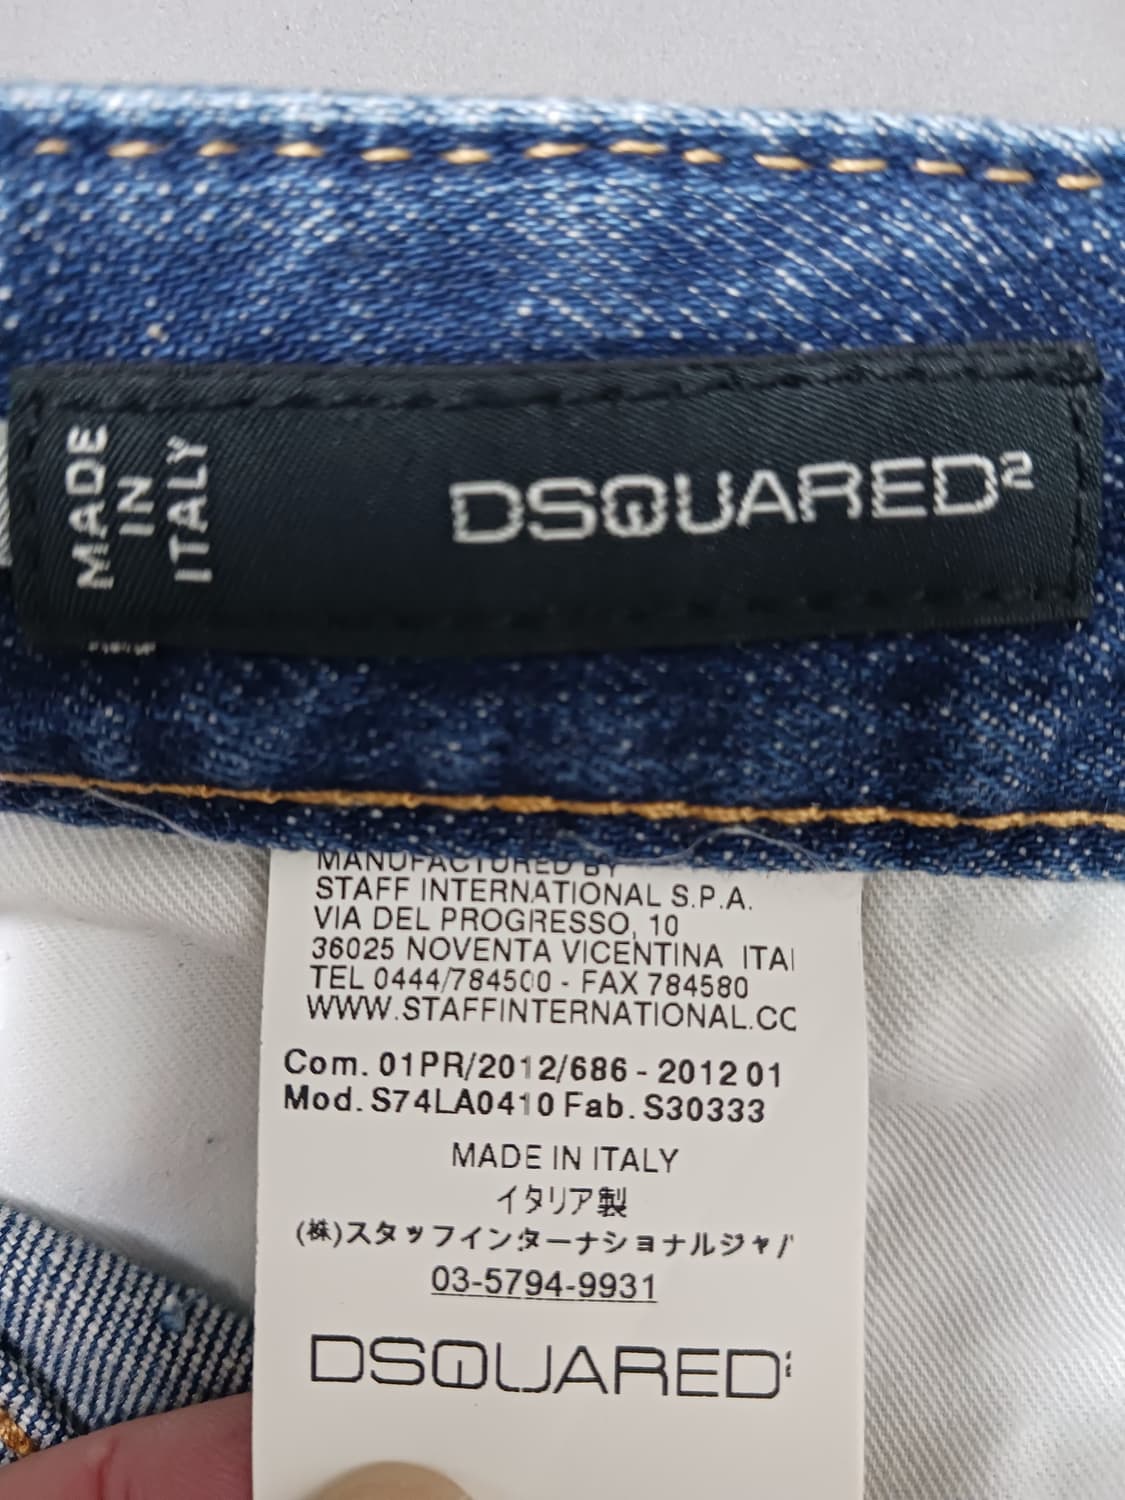 MADE
IN
ITALY
DSQUARED2
MANUFACTURED BY
STAFF INTERNATIONAL S.P.A.
VIA DEL PROGRESSO, 10
36025 NOVENTA VICENTINA ITAI
TEL 0444/784500 - FAX 784580
WWW.STAFFINTERNATIONAL.CC
Com. 01PR/2012/686 - 2012 01
Mod. S74LA0410 Fab. S30333
MADE IN ITALY
イタリア製
(株)スタッフインターナショナルジャ
03-5794-9931
DSQUARED